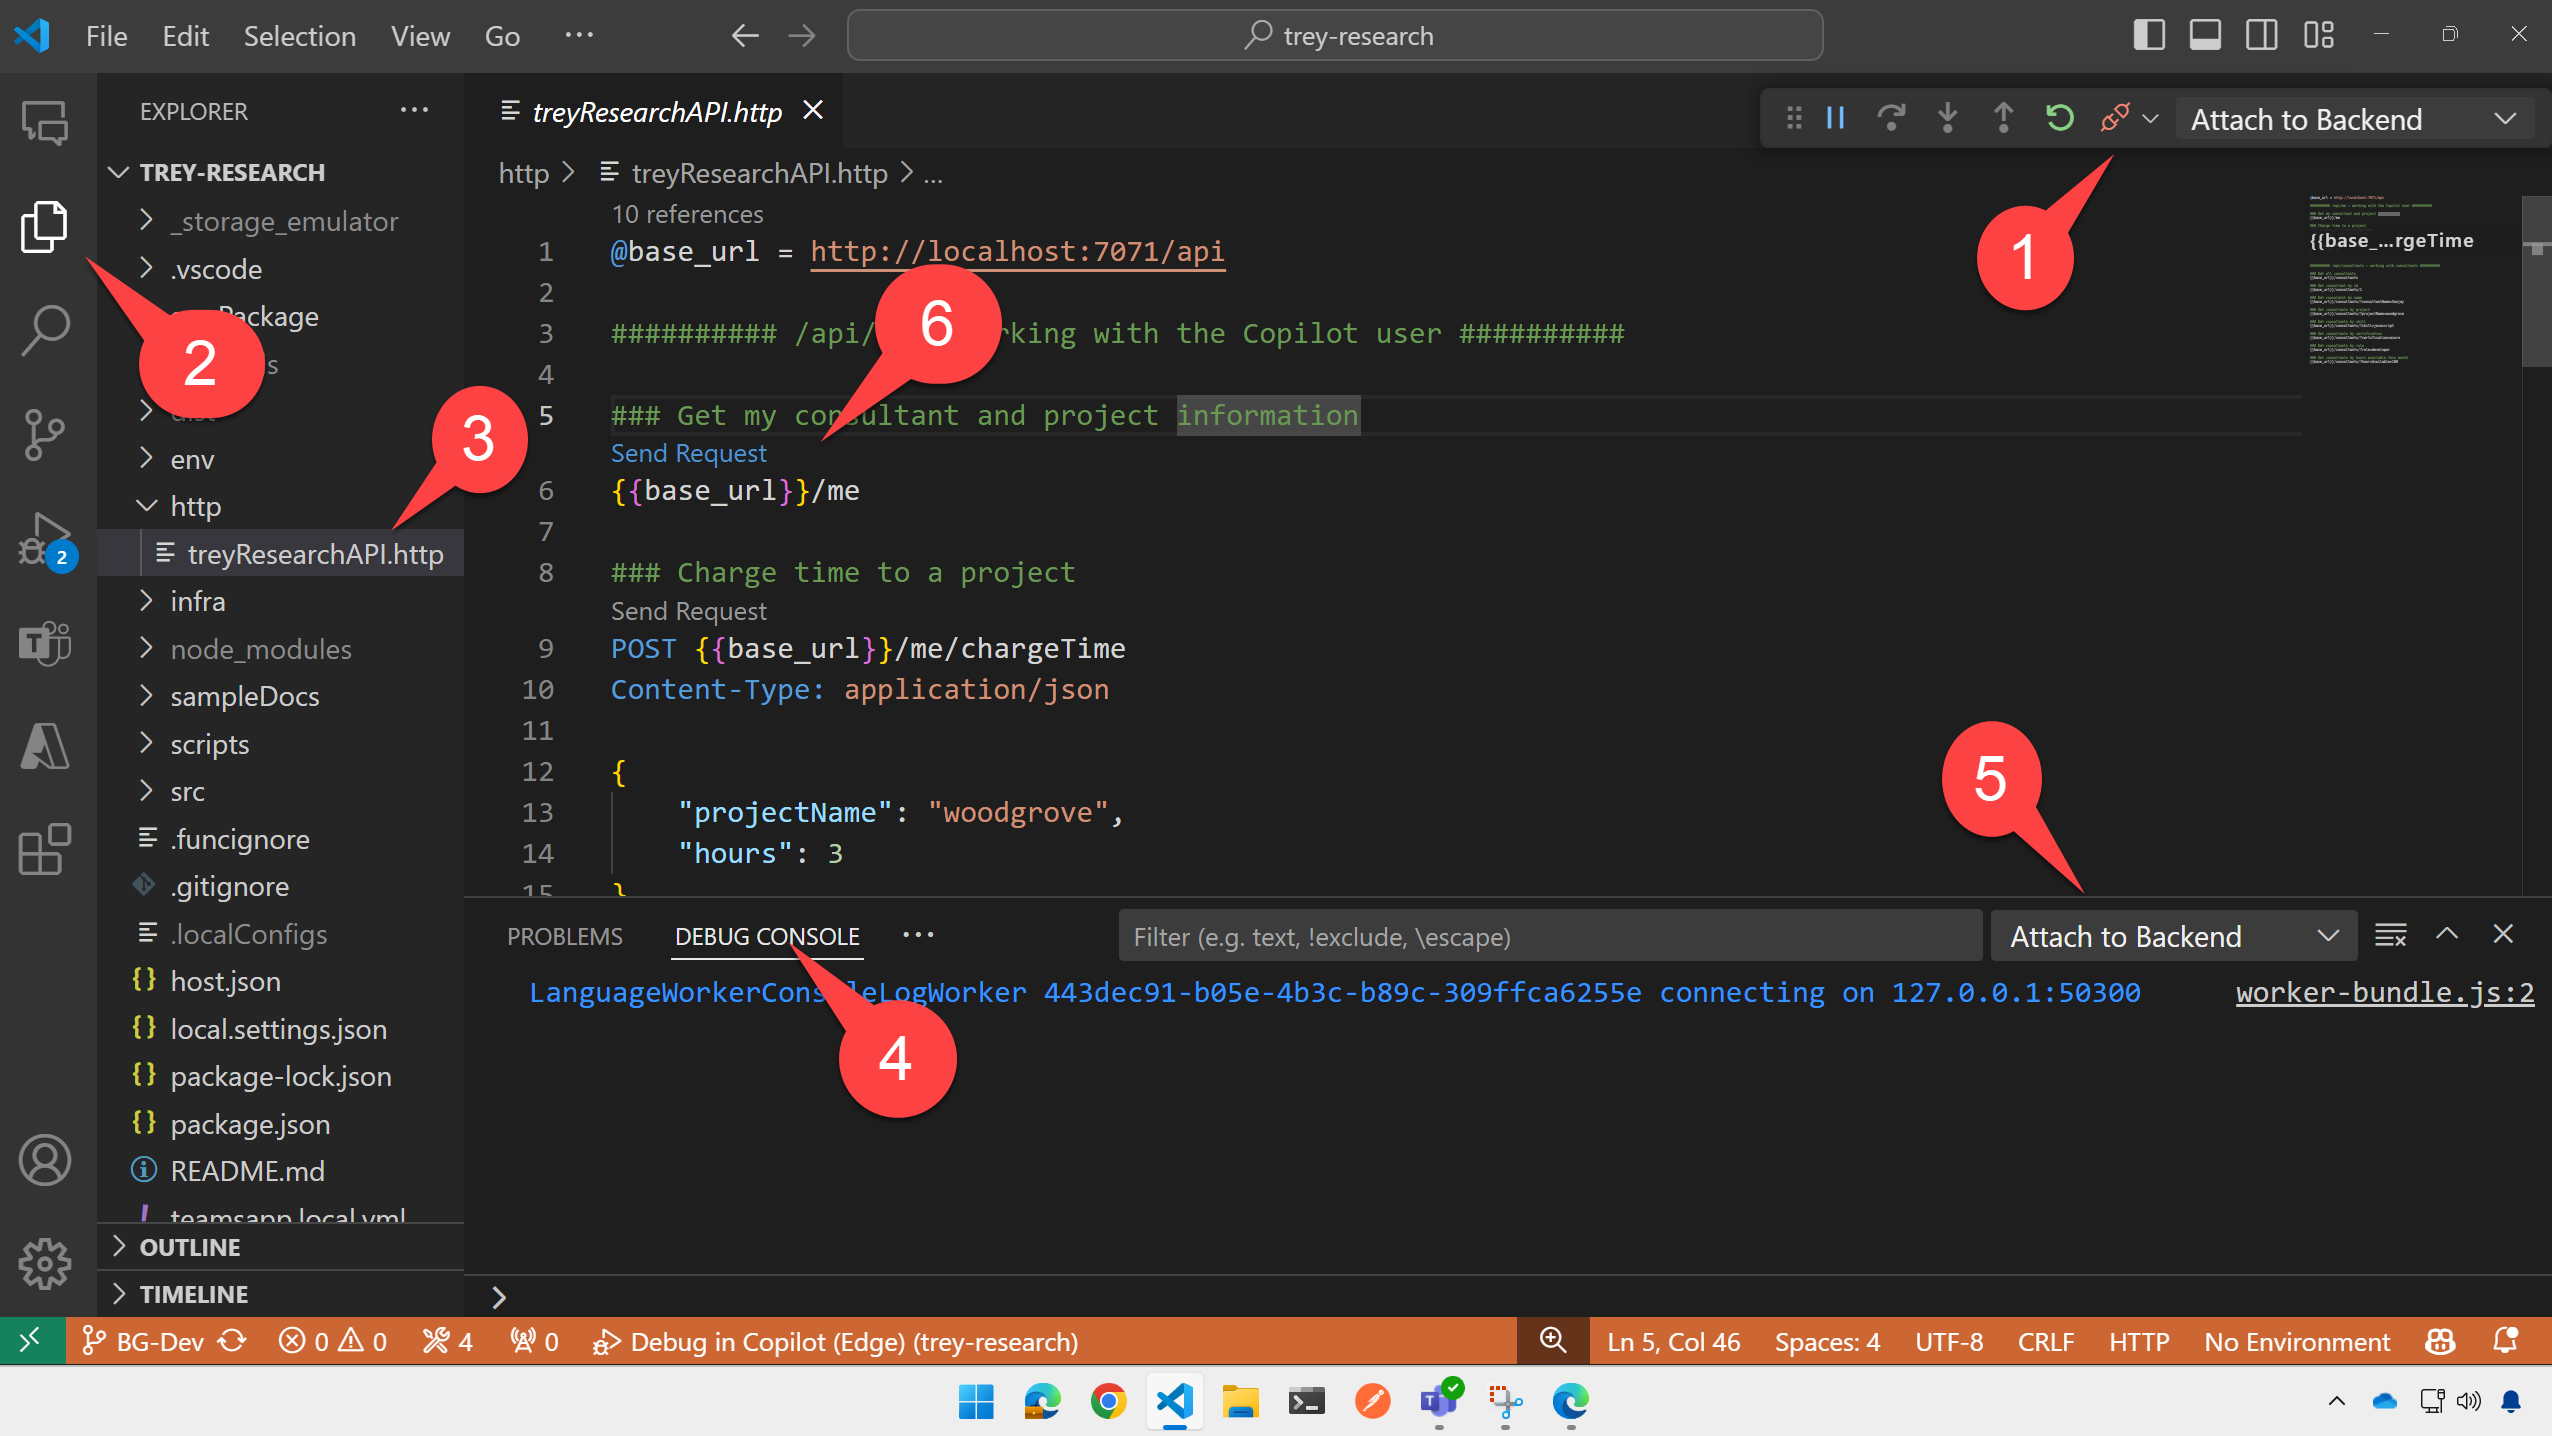 File Edit Selection View Go ···
trey-research
EXPLORER ···
TREY-RESEARCH
_storage_emulator
.vscode
Package
s
env
http
treyResearchAPI.http
infra
node_modules
sampleDocs
scripts
src
.funcignore
.gitignore
.localConfigs
{} host.json
{} local.settings.json
{} package-lock.json
{} package.json
README.md
! teamsapp.local.yml
OUTLINE
TIMELINE
2
treyResearchAPI.http
Attach to Backend
http > treyResearchAPI.http > ...
10 references
1 @base_url = http://localhost:7071/api
2
3 ########## /api/ rking with the Copilot user ##########
4
5 ### Get my consultant and project information
Send Request
6 {{base_url}}/me
7
8 ### Charge time to a project
Send Request
9 POST {{base_url}}/me/chargeTime
10 Content-Type: application/json
11
12 {
13 "projectName": "woodgrove",
14 "hours": 3
15 }
{{base_...rgeTime
1
2
3
4
5
6
PROBLEMS DEBUG CONSOLE ···
Filter (e.g. text, !exclude, \escape)
Attach to Backend
LanguageWorkerConsoleLogWorker 443dec91-b05e-4b3c-b89c-309ffca6255e connecting on 127.0.0.1:50300 worker-bundle.js:2
>
BG-Dev 0 0 4 0 Debug in Copilot (Edge) (trey-research) Ln 5, Col 46 Spaces: 4 UTF-8 CRLF HTTP No Environment